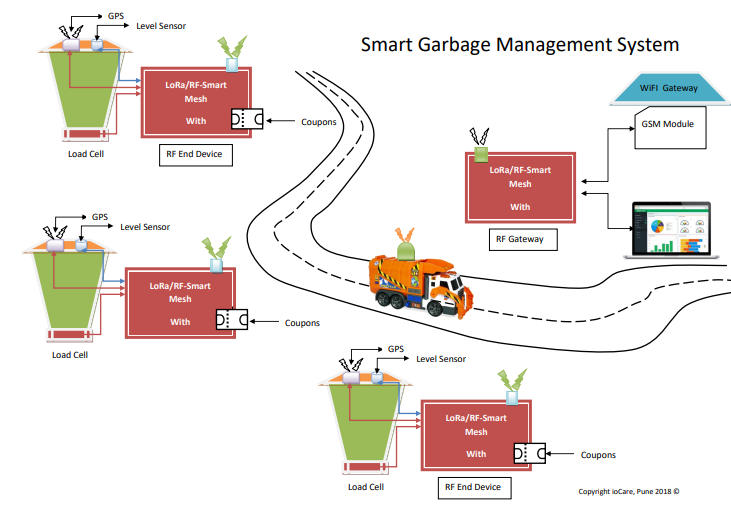 Smart Garbage Management System
GPS
Level Sensor
LoRa/RF-Smart
Mesh
With
Coupons
Load Cell
RF End Device
WiFI Gateway
GSM Module
LoRa/RF-Smart
Mesh
With
RF Gateway
GPS
Level Sensor
LoRa/RF-Smart
Mesh
With
Coupons
Load Cell
GPS
Level Sensor
LoRa/RF-Smart
Mesh
With
Coupons
Load Cell
RF End Device
Copyright ioCare, Pune 2018 ©